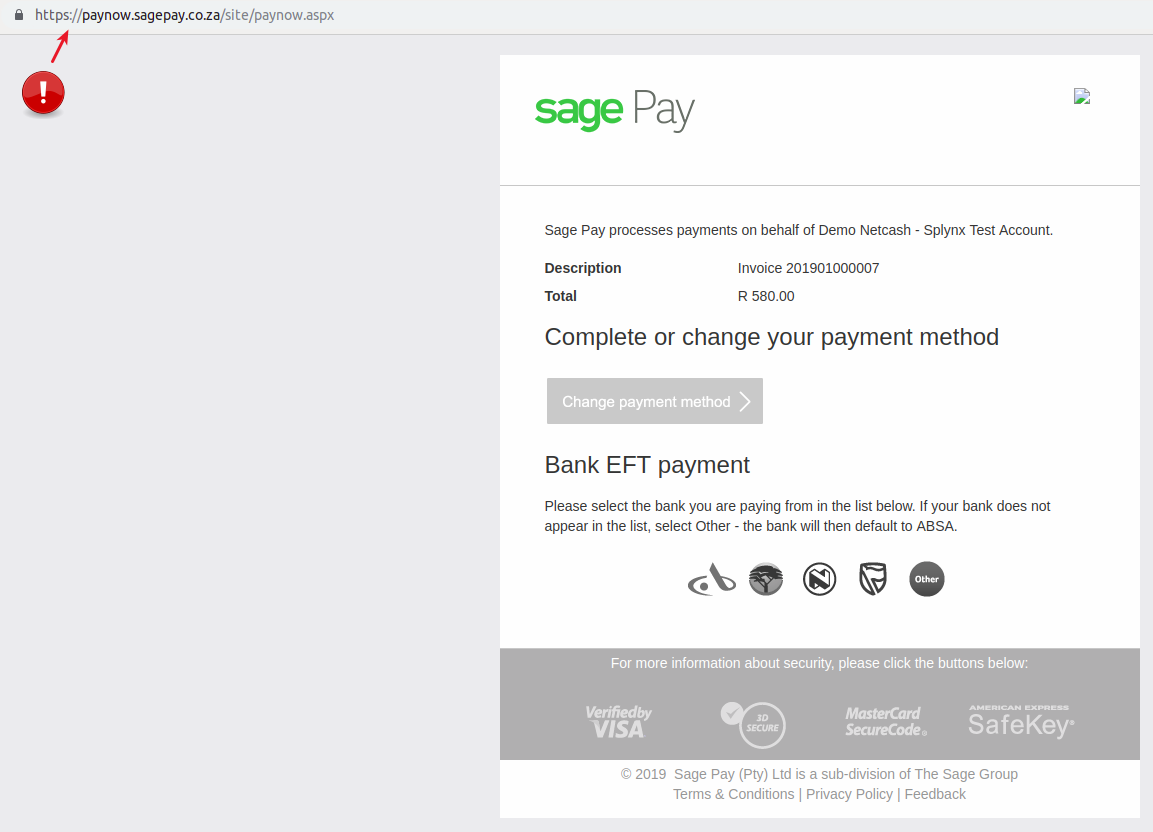 https://paynow.sagepay.co.za/site/paynow.aspx
!
sage Pay
Sage Pay processes payments on behalf of Demo Netcash - Splynx Test Account.
Description Invoice 201901000007
Total R 580.00
Complete or change your payment method
Change payment method
Bank EFT payment
Please select the bank you are paying from in the list below. If your bank does not
appear in the list, select Other - the bank will then default to ABSA.
Other
For more information about security, please click the buttons below:
Verified by
VISA
3D
SECURE
MasterCard
SecureCode®
AMERICAN EXPRESS
SafeKey®
© 2019 Sage Pay (Pty) Ltd is a sub-division of The Sage Group
Terms & Conditions | Privacy Policy | Feedback